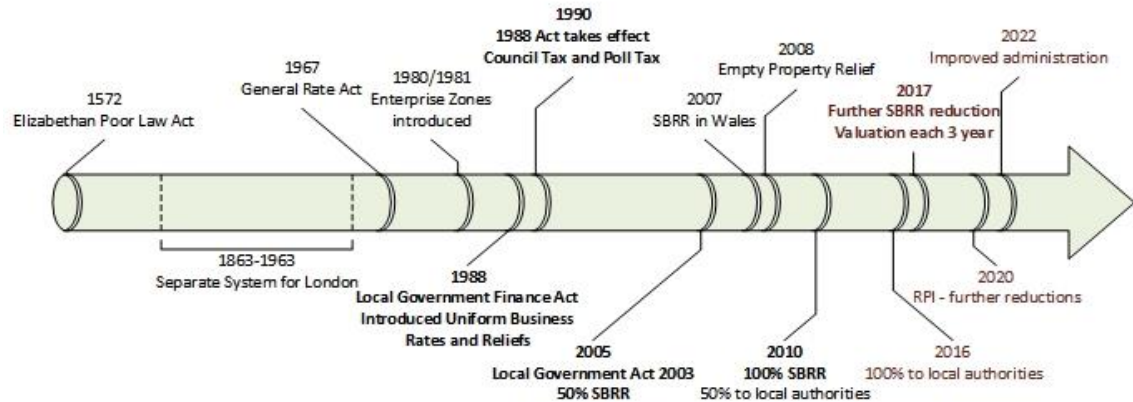 1572
Elizabethan Poor Law Act
1863-1963
Separate System for London
1967
General Rate Act
1980/1981
Enterprise Zones
introduced
1988
Local Government Finance Act
Introduced Uniform Business
Rates and Reliefs
1990
1988 Act takes effect
Council Tax and Poll Tax
2005
Local Government Act 2003
50% SBRR
2007
SBRR in Wales
2008
Empty Property Relief
2010
100% SBRR
50% to local authorities
2016
100% to local authorities
2017
Further SBRR reduction
Valuation each 3 year
2020
RPI - further reductions
2022
Improved administration